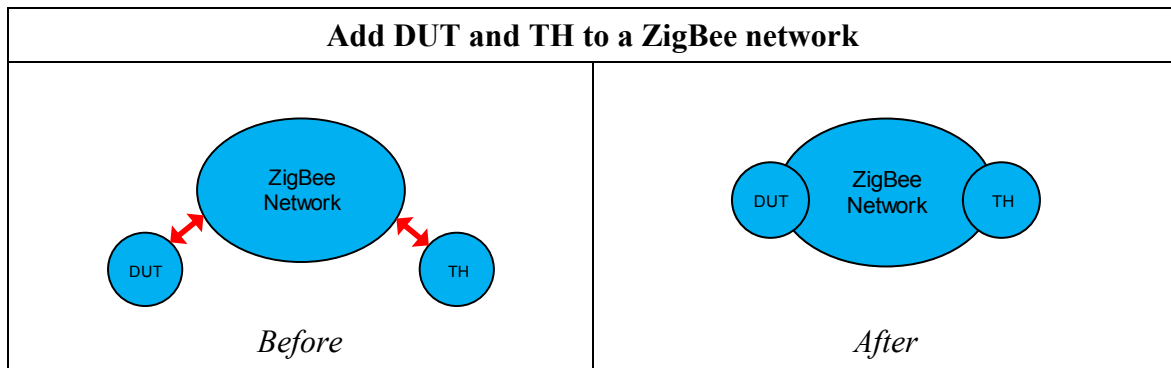 Add DUT and TH to a ZigBee network
ZigBee
Network
DUT
TH
Before
ZigBee
Network
DUT
TH
After